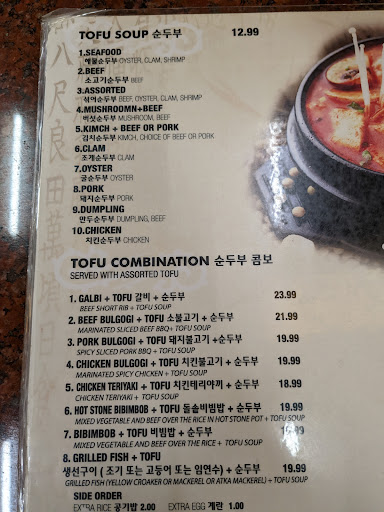 TOFU SOUP 순두부 12.99
1.SEAFOOD
해물순두부 OYSTER, CLAM, SHRIMP
2.BEEF
소고기순두부 BEEF
3.ASSORTED
섞어순두부 BEEF, OYSTER, CLAM, SHRIMP
4.MUSHROOMN+BEEF
버섯순두부 MUSHROOM, BEEF
5.KIMCH + BEEF OR PORK
김치순두부 KIMCH, CHOICE OF BEEF OR PORK
6.CLAM
조개순두부 CLAM
7.OYSTER
굴순두부 OYSTER
8.PORK
돼지순두부 PORK
9.DUMPLING
만두순두부 DUMPLING, BEEF
10.CHICKEN
치킨순두부 CHICKEN
TOFU COMBINATION 순두부 콤보
SERVED WITH ASSORTED TOFU
1. GALBI + TOFU 갈비 + 순두부 23.99
BEEF SHORT RIB + TOFU SOUP
2. BEEF BULGOGI + TOFU 소불고기 + 순두부 21.99
MARINATED SLICED BEEF BBQ+ TOFU SOUP
3. PORK BULGOGI + TOFU 돼지불고기 + 순두부 19.99
SPICY SLICED PORK BBQ + TOFU SOUP
4. CHICKEN BULGOGI + TOFU 치킨불고기 + 순두부 19.99
MARINATED SPICY CHICKEN + TOFU SOUP
5. CHICKEN TERIYAKI + TOFU 치킨테리야끼 + 순두부 18.99
CHICKEN TERIYAKI + TOFU SOUP
6. HOT STONE BIBIMBOB + TOFU 돌솥비빔밥 + 순두부 19.99
MIXED VEGETABLE AND BEEF OVER THE RICE IN HOT STONE POT + TOFU SOUP
7. BIBIMBOB + TOFU 비빔밥 + 순두부 19.99
MIXED VEGETABLE AND BEEF OVER THE RICE + TOFU SOUP
8. GRILLED FISH + TOFU
생선구이 ( 조기 또는 고등어 또는 임연수) + 순두부 19.99
GRILLED FISH (YELLOW CROAKER OR MACKEREL OR ATKA MACKEREL) + TOFU SOUP
SIDE ORDER
EXTRA RICE 공기밥 2.00 EXTRA EGG 계란 1.00
八
尺
良
田